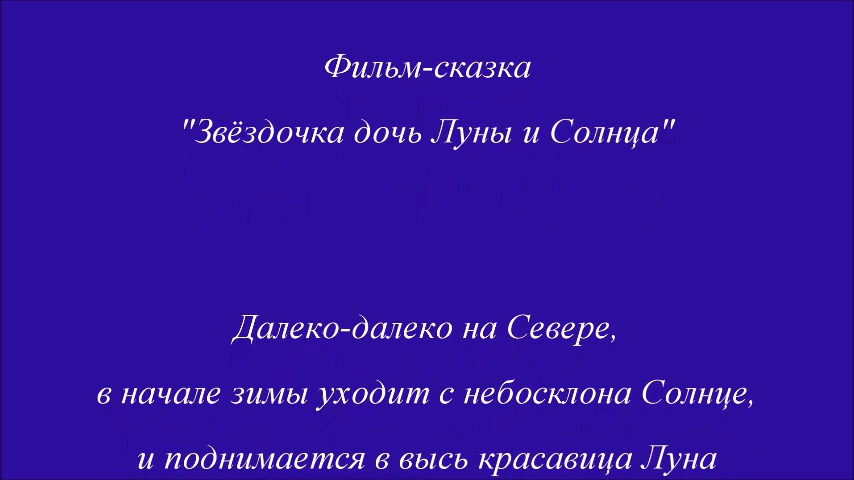 Фильм-сказка
"Звёздочка дочь Луны и Солнца"
Далеко-далеко на Севере,
в начале зимы уходит с небосклона Солнце,
и поднимается в высь красавица Луна